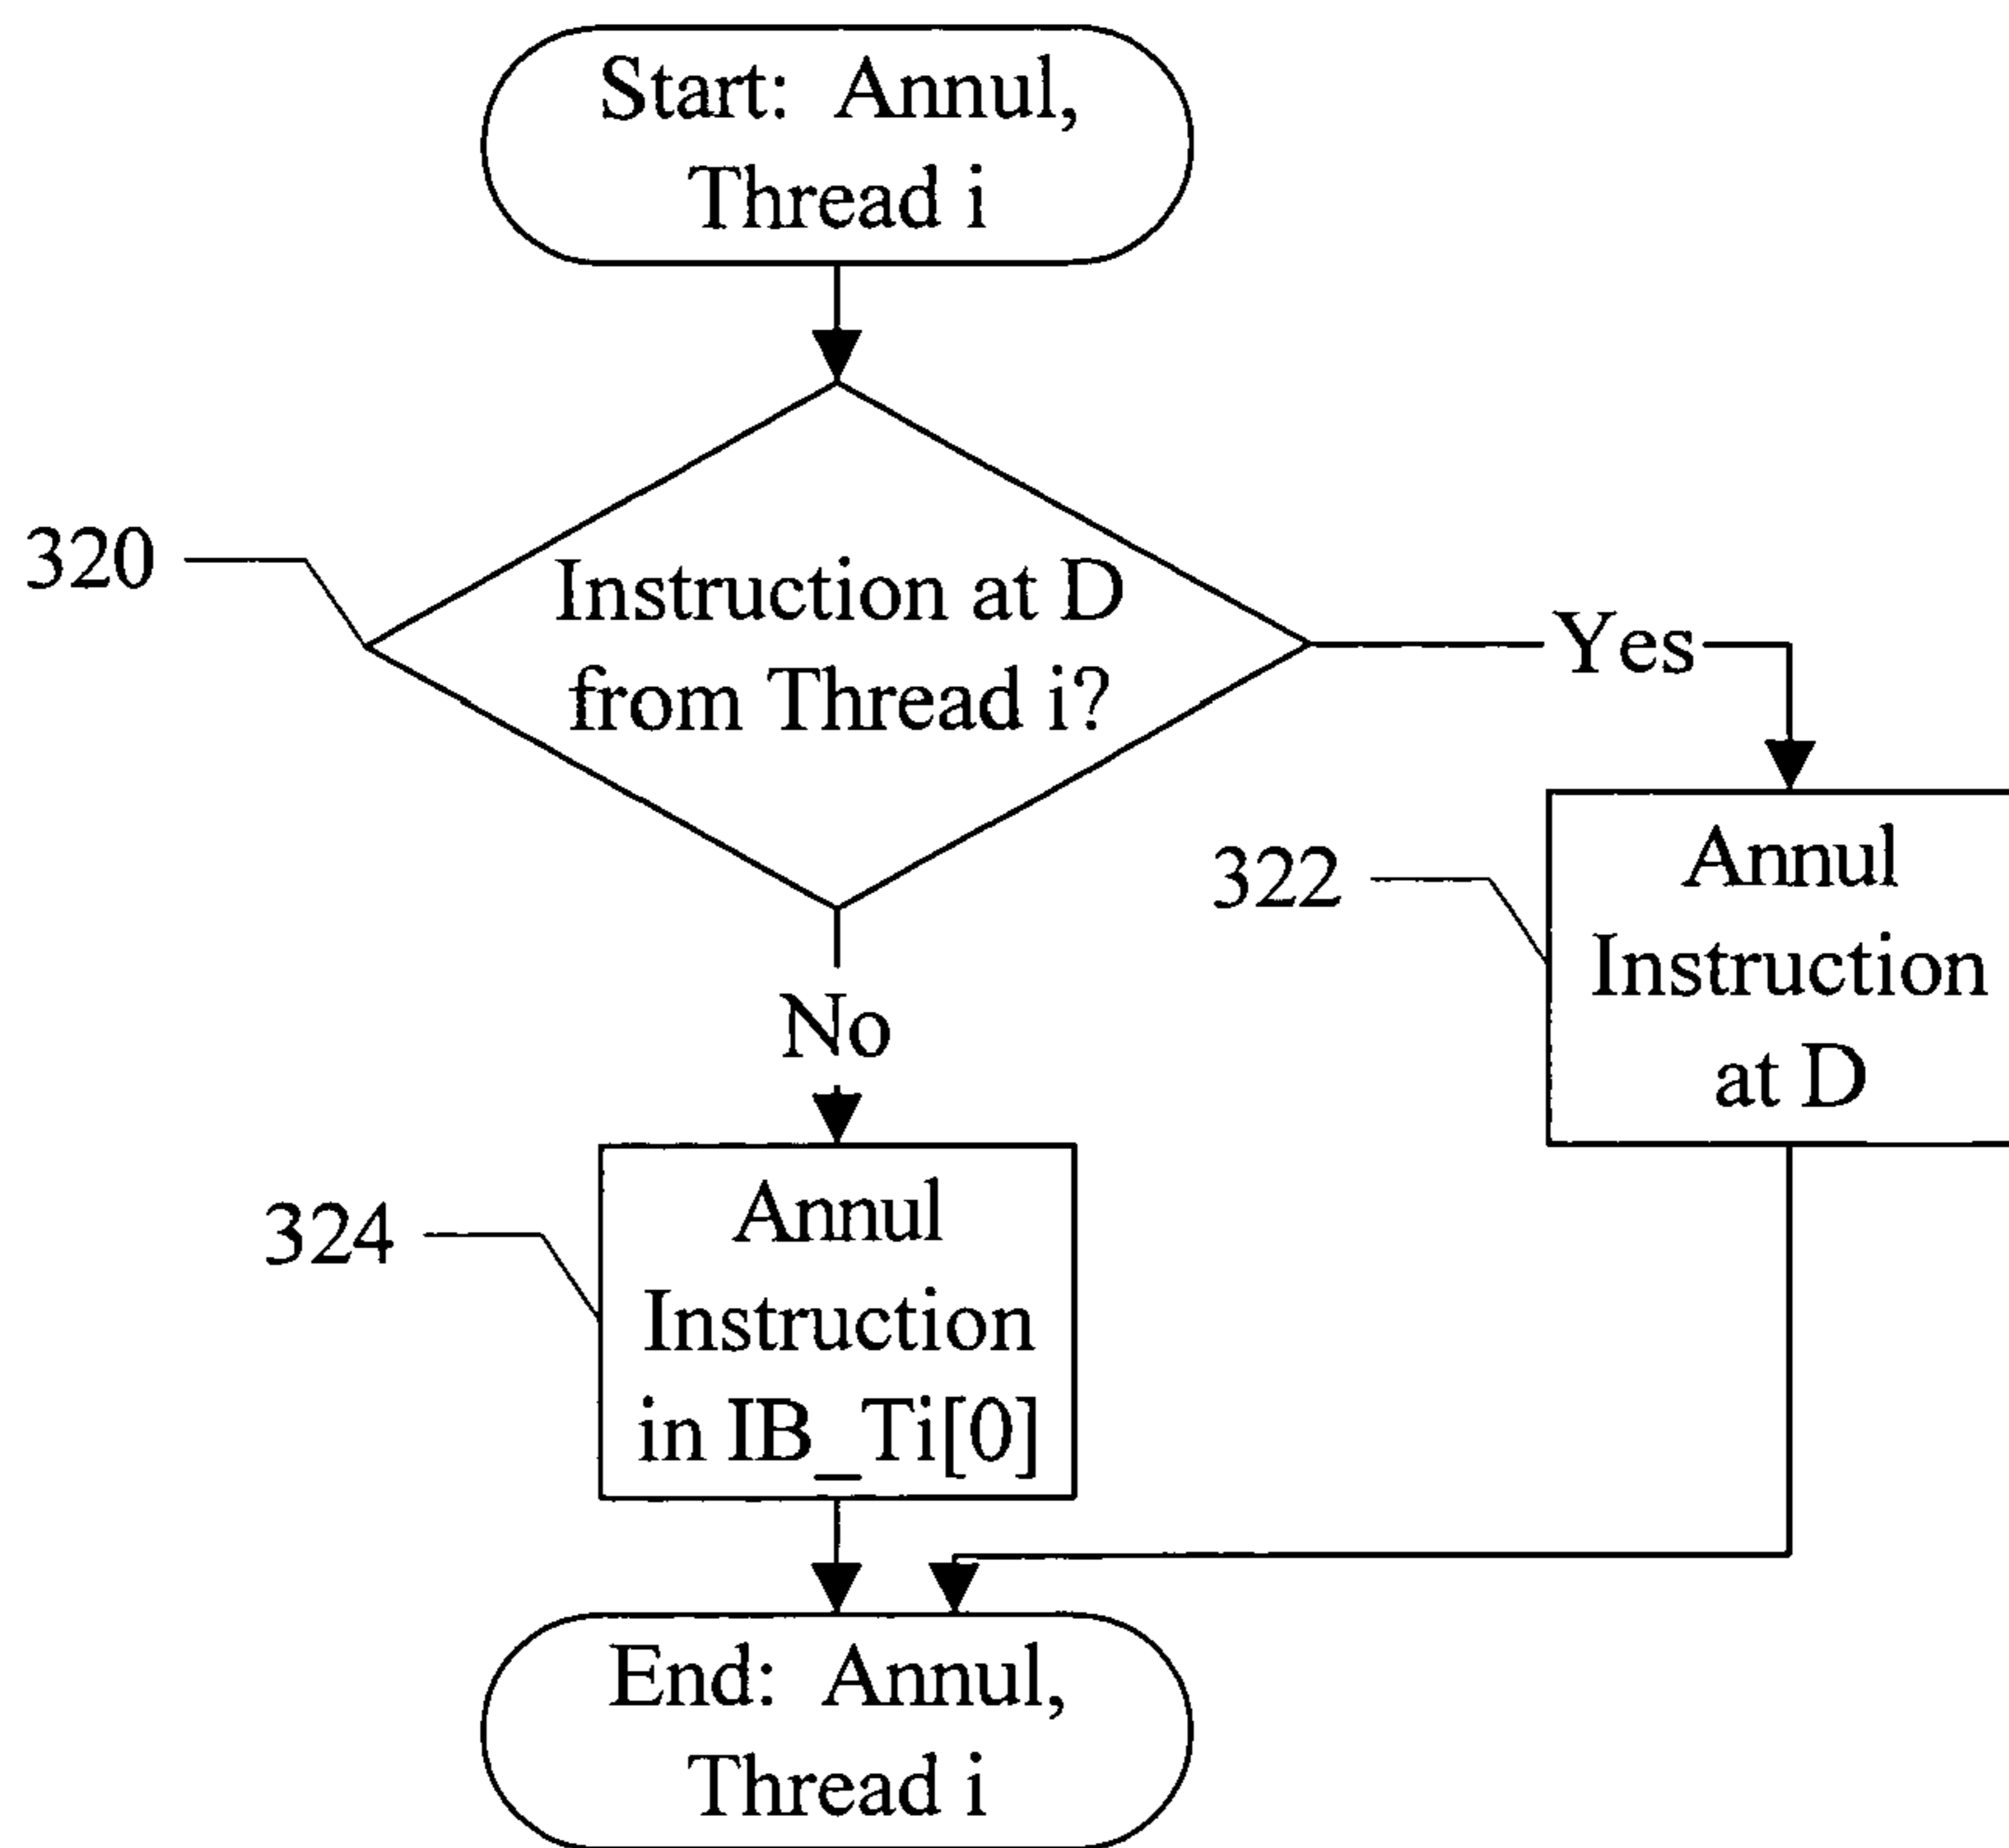 Start: Annul,
Thread i
320
Instruction at D
from Thread i?
Yes
322
Annul
Instruction
at D
No
324
Annul
Instruction
in IB_Ti[0]
End: Annul,
Thread i